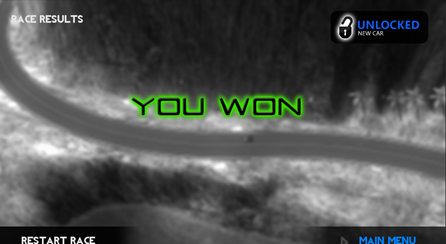 RACE RESULTS
UNLOCKED
NEW CAR
YOU WON
RESTART RACE
MAIN MENU